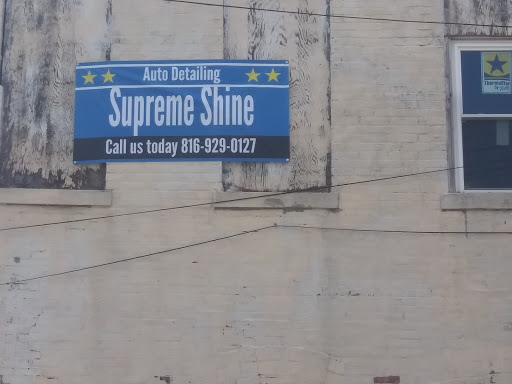 Auto Detailing
Supreme Shine
Call us today 816-929-0127